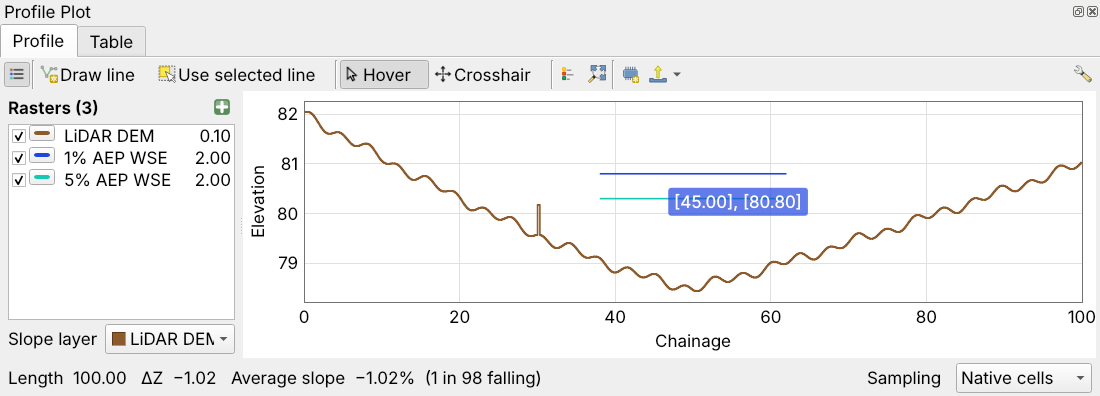 Profile Plot
Profile Table
Draw line Use selected line Hover Crosshair
Rasters (3)
LiDAR DEM 0.10
1% AEP WSE 2.00
5% AEP WSE 2.00
Slope layer LiDAR DEM
Elevation
82
81
80
79
[45.00], [80.80]
0 20 40 60 80 100
Chainage
Length 100.00 ΔZ −1.02 Average slope −1.02% (1 in 98 falling) Sampling Native cells